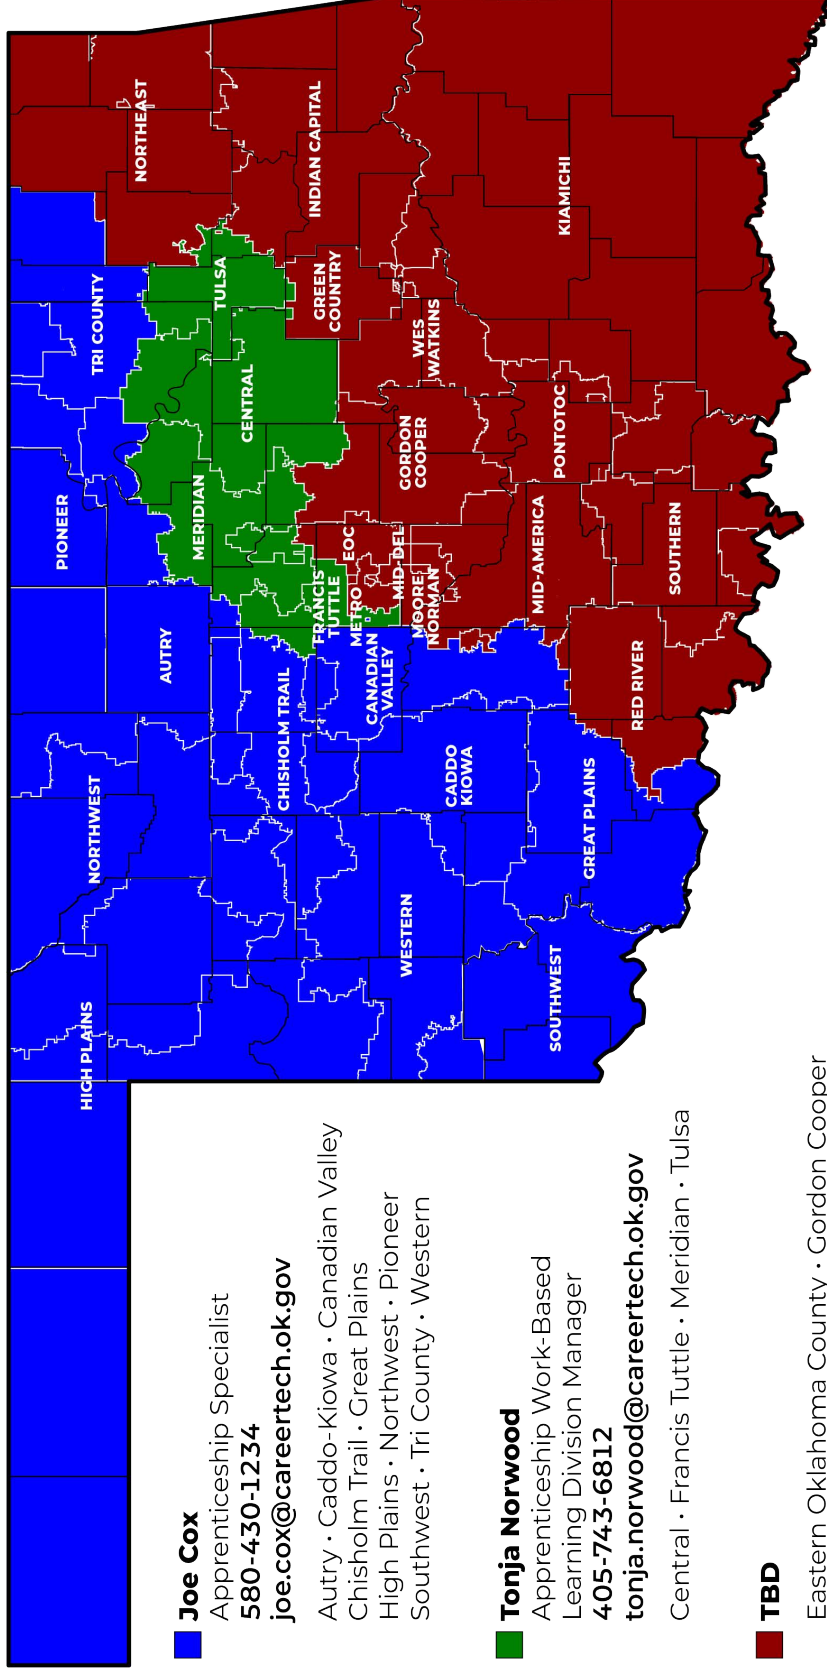 HIGH PLAINS
NORTHWEST
AUTRY
PIONEER
TRI COUNTY
NORTHEAST
CHISHOLM TRAIL
MERIDIAN
CENTRAL
TULSA
INDIAN CAPITAL
FRANCIS
TUTTLE
METRO
EOC
GREEN
COUNTRY
WESTERN
CANADIAN
VALLEY
MID-DEL
GORDON
COOPER
WES
WATKINS
CADDO
KIOWA
MOORE
NORMAN
SOUTHWEST
GREAT PLAINS
MID-AMERICA
PONTOTOC
KIAMICHI
RED RIVER
SOUTHERN
Joe Cox
Apprenticeship Specialist
580-430-1234
joe.cox@careertech.ok.gov
Autry · Caddo-Kiowa · Canadian Valley
Chisholm Trail · Great Plains
High Plains · Northwest · Pioneer
Southwest · Tri County · Western
Tonja Norwood
Apprenticeship Work-Based
Learning Division Manager
405-743-6812
tonja.norwood@careertech.ok.gov
Central · Francis Tuttle · Meridian · Tulsa
TBD
Eastern Oklahoma County · Gordon Cooper